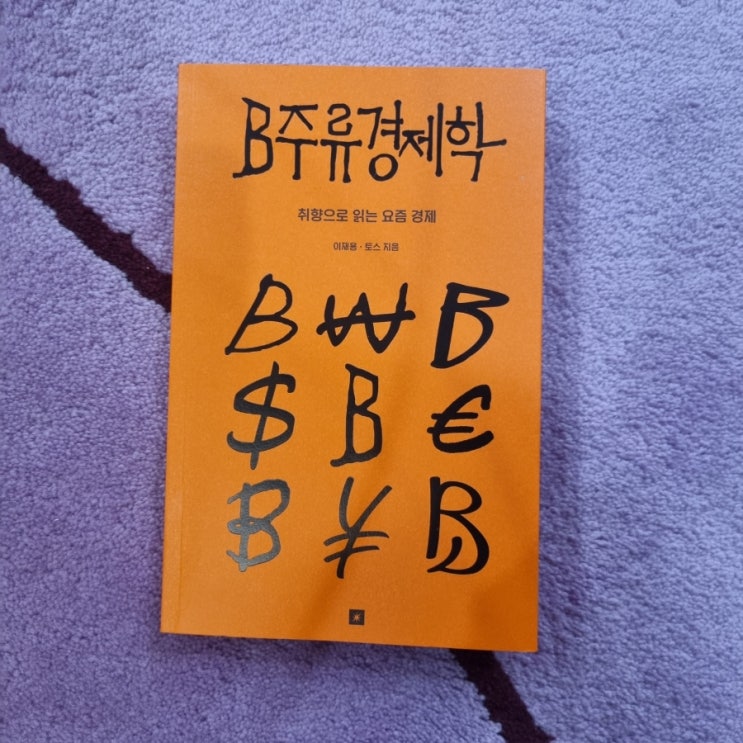 B주류경제학
취향으로 읽는 요즘 경제
이재용 · 토스 지음
B ₩ B
$ B €
₿ ¥ B